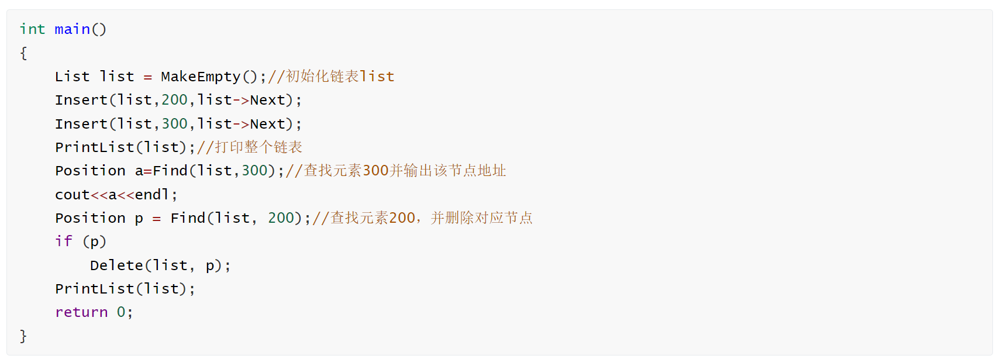 int main()
{
    List list = MakeEmpty();//初始化链表list
    Insert(list,200,list->Next);
    Insert(list,300,list->Next);
    PrintList(list);//打印整个链表
    Position a=Find(list,300);//查找元素300并输出该节点地址
    cout<<a<<endl;
    Position p = Find(list, 200);//查找元素200，并删除对应节点
    if (p)
        Delete(list, p);
    PrintList(list);
    return 0;
}